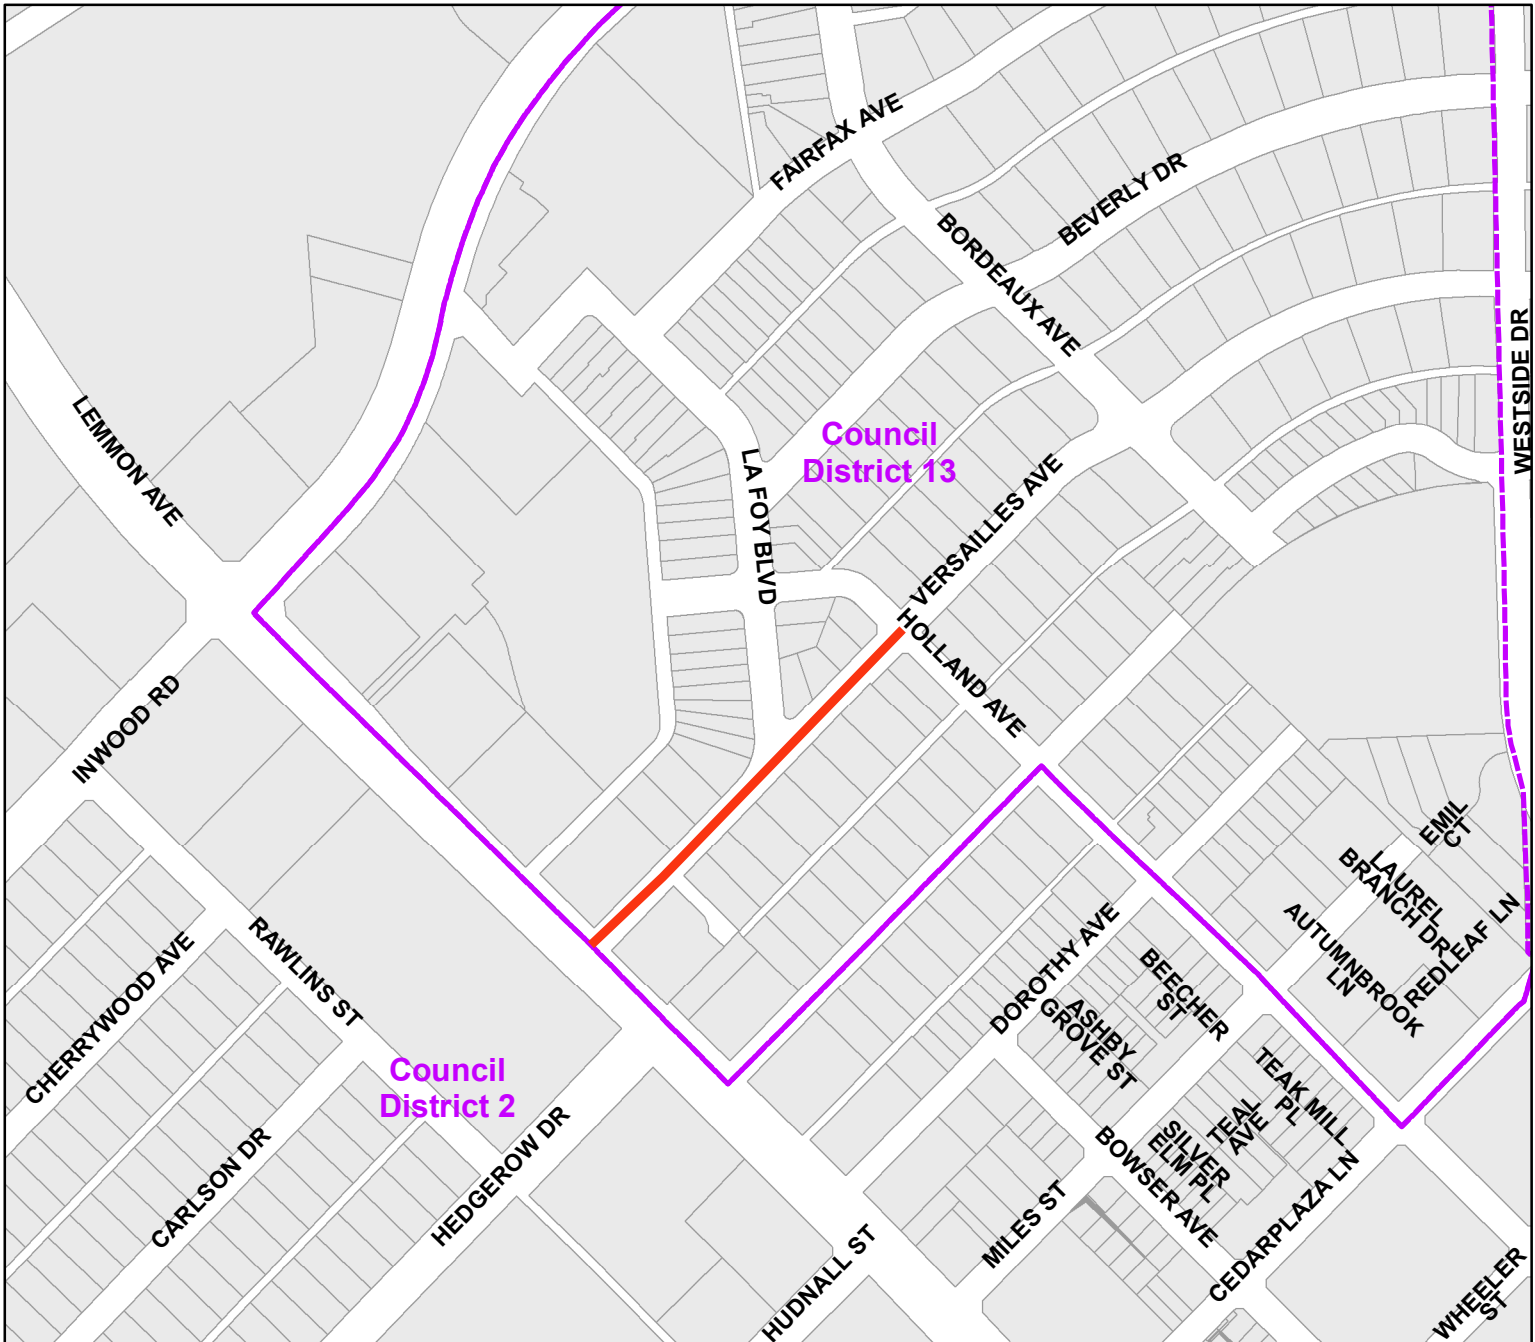 FAIRFAX AVE
BEVERLY DR
BORDEAUX AVE
WESTSIDE DR
LEMMON AVE
Council
District 13
LA FOY BLVD
VERSAILLES AVE
HOLLAND AVE
INWOOD RD
EMIL
CT
LAUREL
BRANCH DR
REDLEAF LN
AUTUMNBROOK
LN
RAWLINS ST
CHERRYWOOD AVE
DOROTHY AVE
BEECHER
ST
ASHBY
GROVE ST
Council
District 2
TEAK MILL
PL
TEAL
AVE
SILVER
ELM PL
BOWSER AVE
CARLSON DR
HEDGEROW DR
CEDARPLAZA LN
MILES ST
HUDNALL ST
WHEELER
ST